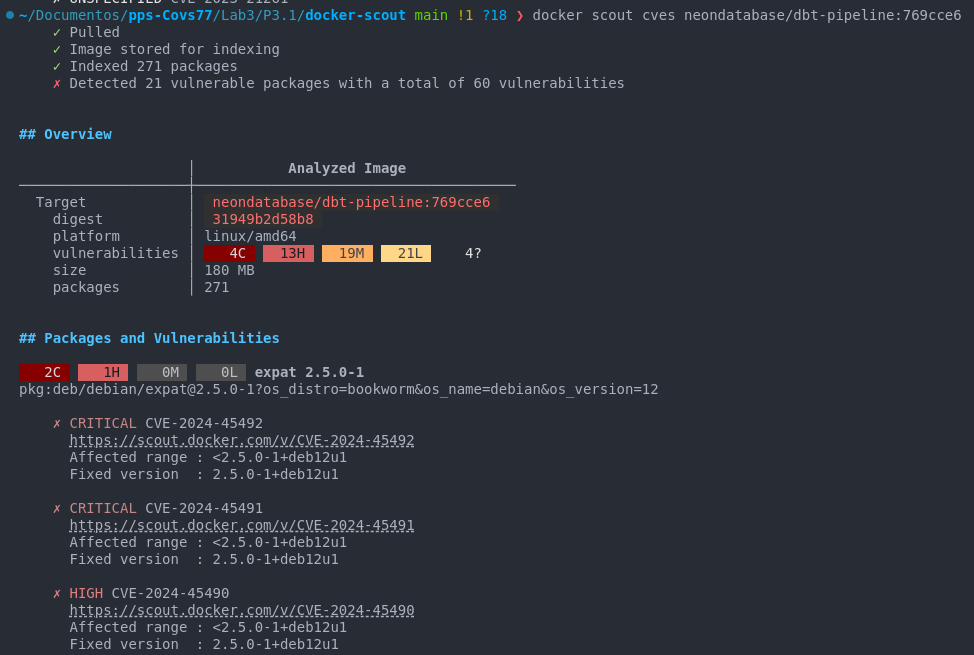 ~/Documentos/pps-Covs77/Lab3/P3.1/docker-scout main !1 ?18 ❯ docker scout cves neondatabase/dbt-pipeline:769cce6
✓ Pulled
✓ Image stored for indexing
✓ Indexed 271 packages
✗ Detected 21 vulnerable packages with a total of 60 vulnerabilities
## Overview
│ Analyzed Image
Target │ neondatabase/dbt-pipeline:769cce6
digest │ 31949b2d58b8
platform │ linux/amd64
vulnerabilities │ 4C 13H 19M 21L 4?
size │ 180 MB
packages │ 271
## Packages and Vulnerabilities
2C 1H 0M 0L expat 2.5.0-1
pkg:deb/debian/expat@2.5.0-1?os_distro=bookworm&os_name=debian&os_version=12
✗ CRITICAL CVE-2024-45492
https://scout.docker.com/v/CVE-2024-45492
Affected range : <2.5.0-1+deb12u1
Fixed version : 2.5.0-1+deb12u1
✗ CRITICAL CVE-2024-45491
https://scout.docker.com/v/CVE-2024-45491
Affected range : <2.5.0-1+deb12u1
Fixed version : 2.5.0-1+deb12u1
✗ HIGH CVE-2024-45490
https://scout.docker.com/v/CVE-2024-45490
Affected range : <2.5.0-1+deb12u1
Fixed version : 2.5.0-1+deb12u1